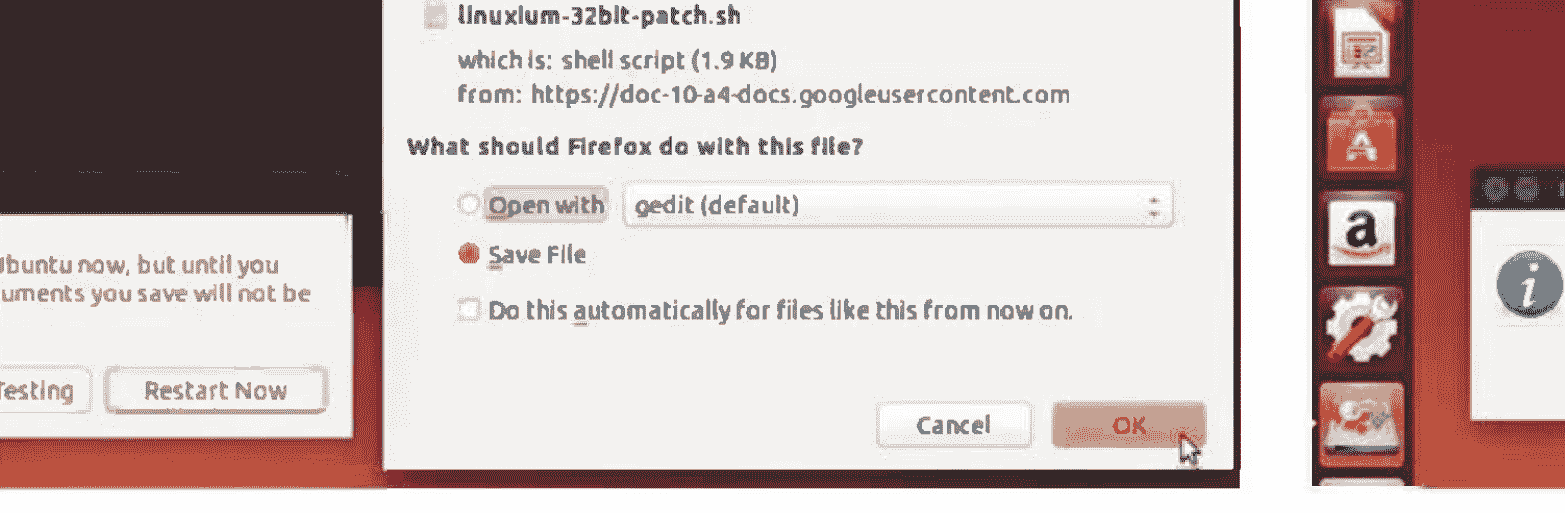 linuxium-32bit-patch.sh
which is: shell script (1.9 KB)
from: https://doc-10-a4-docs.googleusercontent.com
What should Firefox do with this file?
Open with gedit (default)
Save File
Do this automatically for files like this from now on.
Cancel OK
Ubuntu now, but until you
uments you save will not be
Testing Restart Now
A
a
i